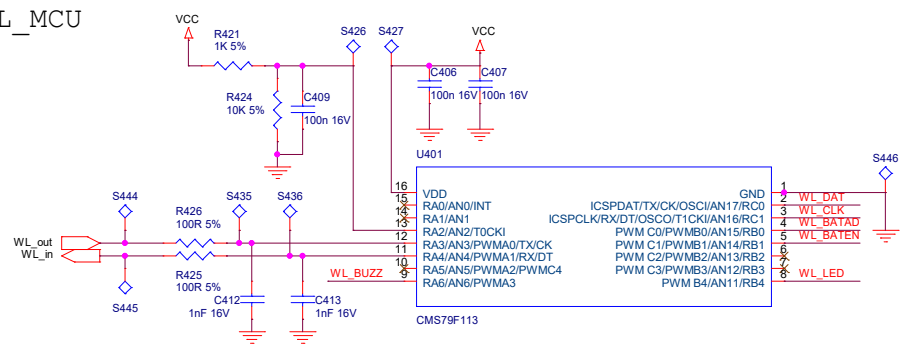 L_MCU
VCC
R421
1K 5%
S426
S427
VCC
R424
10K 5%
C409
100n 16V
C406
100n 16V
C407
100n 16V
U401
16 VDD
15 RA0/AN0/INT
14 RA1/AN1
13 RA2/AN2/T0CKI
12 RA3/AN3/PWMA0/TX/CK
11 RA4/AN4/PWMA1/RX/DT
10 RA5/AN5/PWMA2/PWMC4
9 RA6/AN6/PWMA3
GND 1
ICSPDAT/TX/CK/OSCI/AN17/RC0 2 WL_DAT
ICSPCLK/RX/DT/OSCO/T1CKI/AN16/RC1 3 WL_CLK
PWM C0/PWMB0/AN15/RB0 4 WL_BATAD
PWM C1/PWMB1/AN14/RB1 5 WL_BATEN
PWM C2/PWMB2/AN13/RB2 6
PWM C3/PWMB3/AN12/RB3 7
PWM B4/AN11/RB4 8 WL_LED
CMS79F113
S446
S444
R426
100R 5%
S435
S436
WL_out
WL_in
R425
100R 5%
S445
C412
1nF 16V
C413
1nF 16V
WL_BUZZ